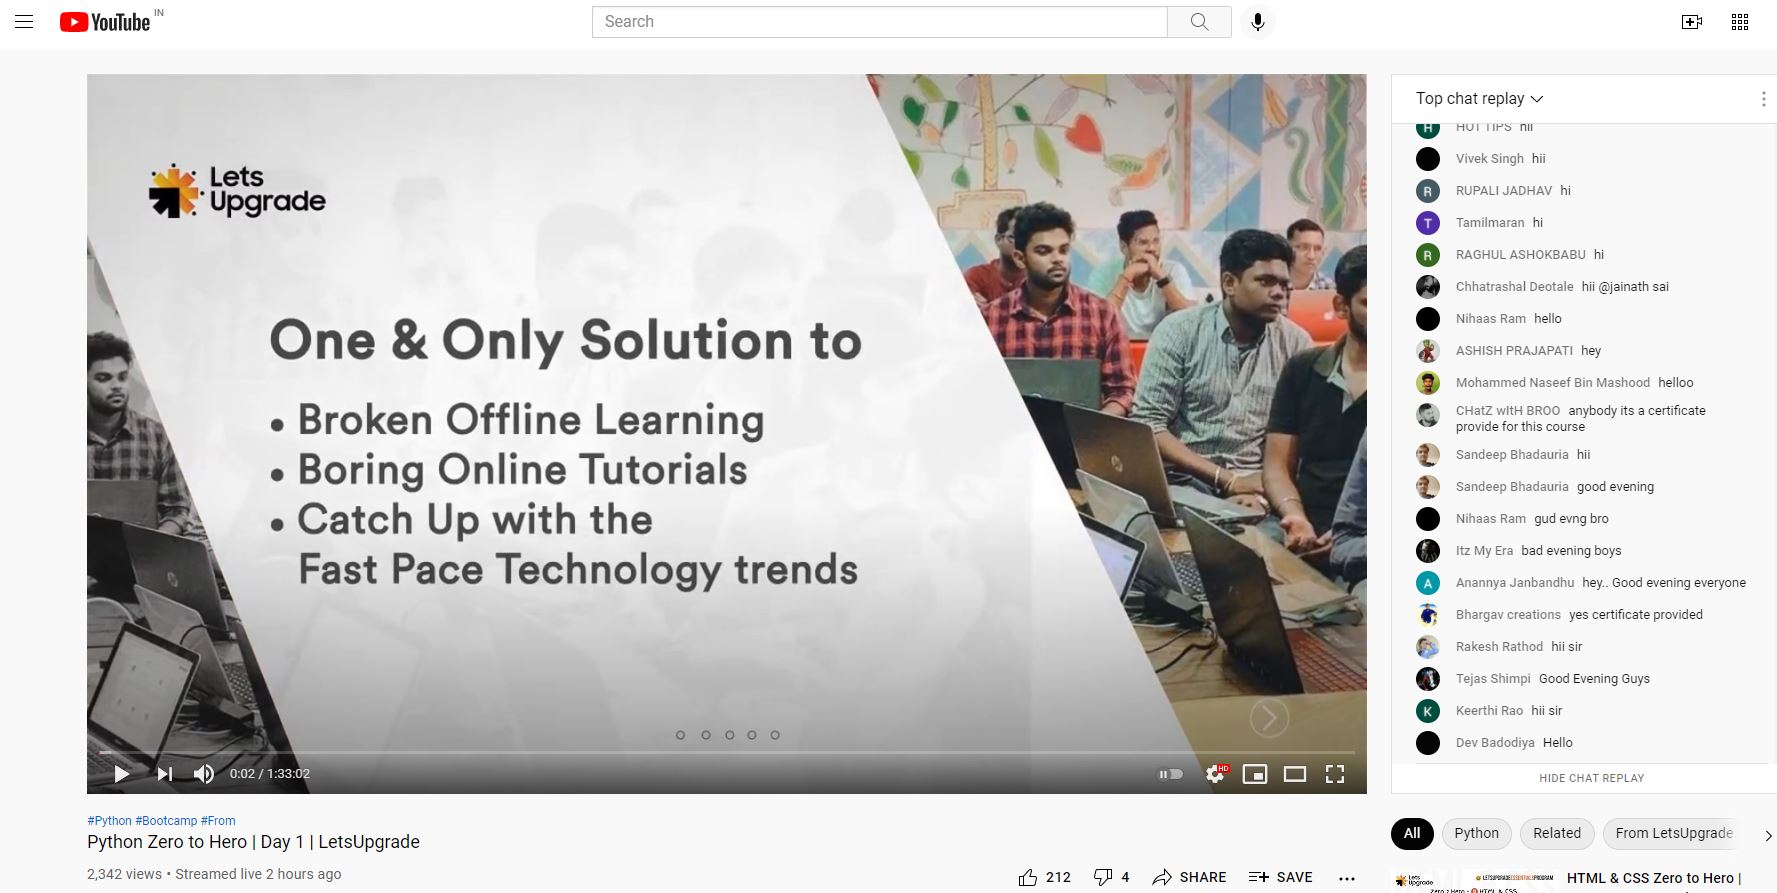 YouTube IN
Search
Lets
Upgrade
One & Only Solution to
• Broken Offline Learning
• Boring Online Tutorials
• Catch Up with the
Fast Pace Technology trends
0:02 / 1:33:02
HD
#Python #Bootcamp #From
Python Zero to Hero | Day 1 | LetsUpgrade
2,342 views • Streamed live 2 hours ago
212
4
SHARE
SAVE
Top chat replay
H HOT TIPS hii
Vivek Singh hii
R RUPALI JADHAV hi
T Tamilmaran hi
R RAGHUL ASHOKBABU hi
Chhatrashal Deotale hii @jainath sai
Nihaas Ram hello
ASHISH PRAJAPATI hey
Mohammed Naseef Bin Mashood helloo
CHatZ wItH BROO anybody its a certificate
provide for this course
Sandeep Bhadauria hii
Sandeep Bhadauria good evening
Nihaas Ram gud evng bro
Itz My Era bad evening boys
A Anannya Janbandhu hey.. Good evening everyone
Bhargav creations yes certificate provided
Rakesh Rathod hii sir
Tejas Shimpi Good Evening Guys
K Keerthi Rao hii sir
Dev Badodiya Hello
HIDE CHAT REPLAY
All Python Related From LetsUpgrade
Lets
Upgrade
LETSUPGRADE ESSENTIAL PROGRAM
HTML & CSS Zero to Hero |